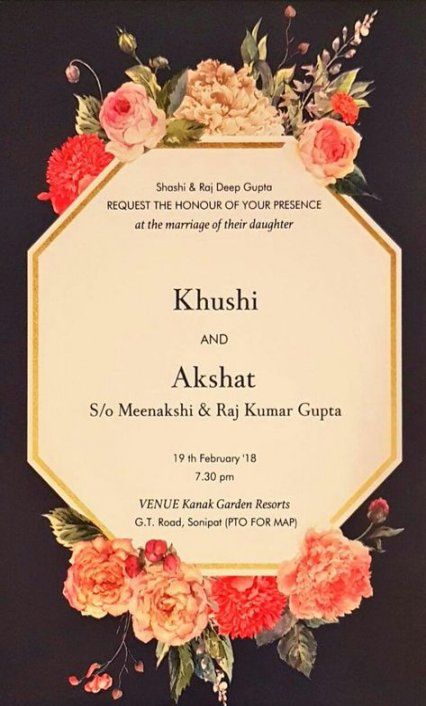 Shashi & Raj Deep Gupta
REQUEST THE HONOUR OF YOUR PRESENCE
at the marriage of their daughter
Khushi
AND
Akshat
S/o Meenakshi & Raj Kumar Gupta
19 th February '18
7.30 pm
VENUE Kanak Garden Resorts
G.T. Road, Sonipat (PTO FOR MAP)